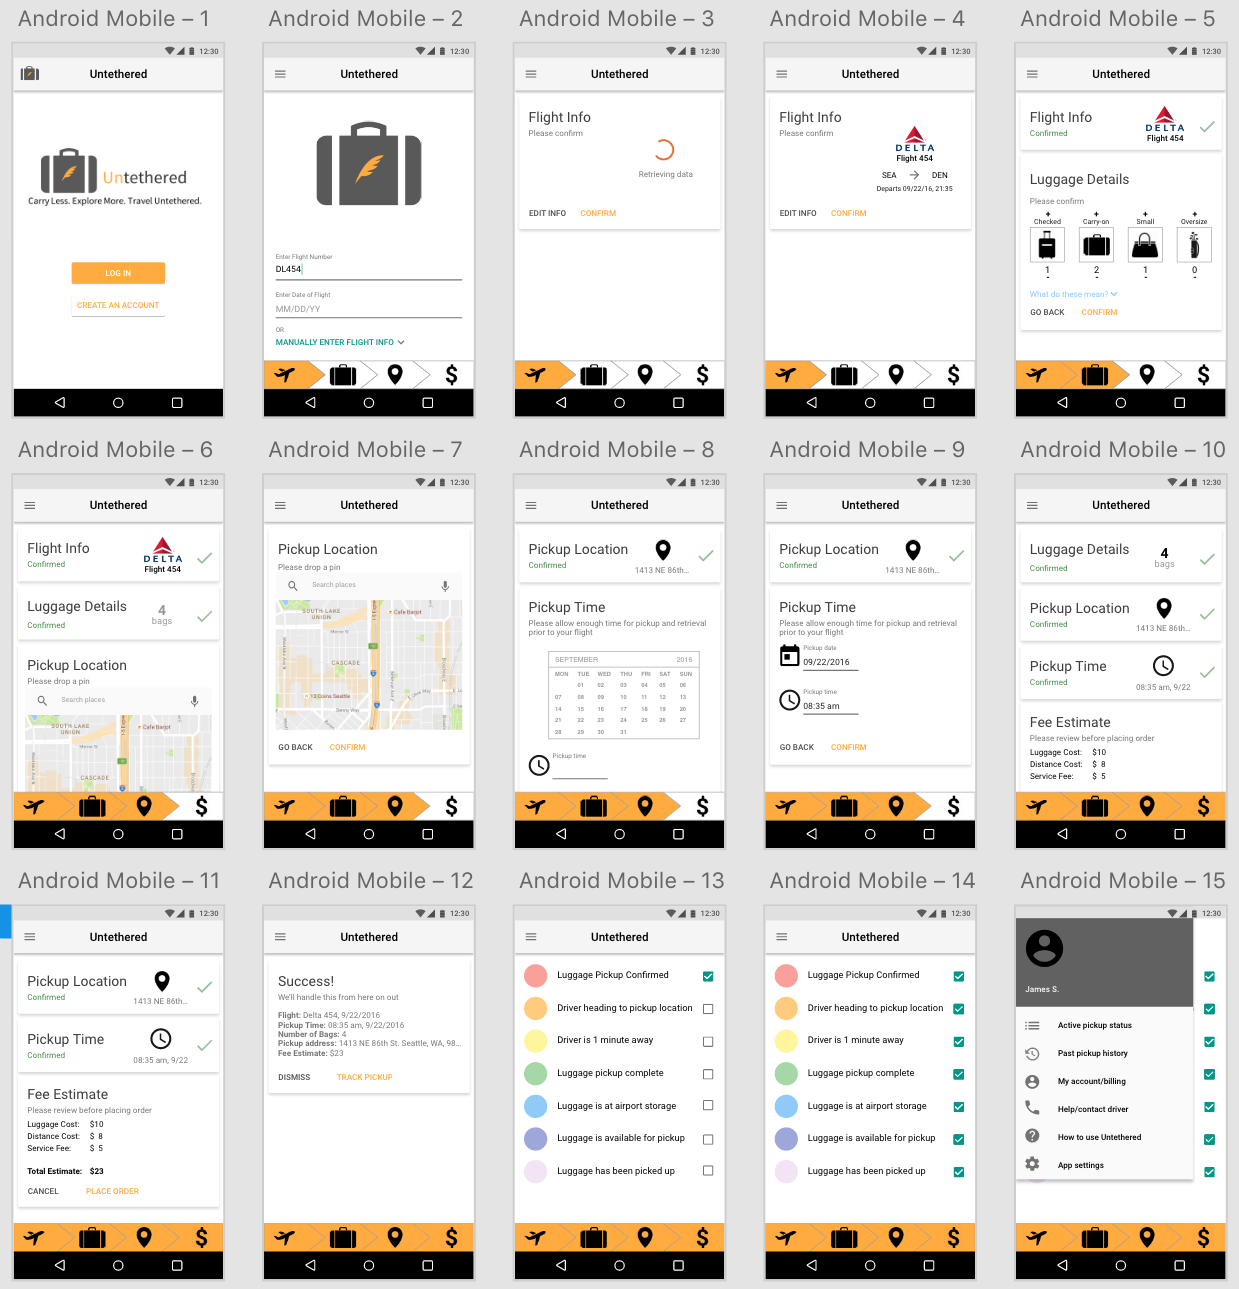 Android Mobile – 1
12:30
Untethered
Untethered
Carry Less. Explore More. Travel Untethered.
LOG IN
CREATE AN ACCOUNT
Android Mobile – 2
12:30
Untethered
Enter Flight Number
DL454
Enter Date of Flight
MM/DD/YY
OR
MANUALLY ENTER FLIGHT INFO
$
Android Mobile – 3
12:30
Untethered
Flight Info
Please confirm
Retrieving data
EDIT INFO CONFIRM
$
Android Mobile – 4
12:30
Untethered
Flight Info
Please confirm
DELTA
Flight 454
SEA → DEN
Departs 09/22/16, 21:35
EDIT INFO CONFIRM
$
Android Mobile – 5
12:30
Untethered
Flight Info
Confirmed
DELTA
Flight 454
Luggage Details
Please confirm
+ + + +
Checked Carry-on Small Oversize
1 2 1 0
- - - -
What do these mean?
GO BACK CONFIRM
$
Android Mobile – 6
12:30
Untethered
Flight Info
Confirmed
DELTA
Flight 454
Luggage Details
Confirmed
4
bags
Pickup Location
Please drop a pin
Search places
SOUTH LAKE
UNION
Cafe Barjot
CASCADE
$
Android Mobile – 7
12:30
Untethered
Pickup Location
Please drop a pin
Search places
SOUTH LAKE
UNION
Cafe Barjot
CASCADE
13 Coins Seattle
Denny Way
GO BACK CONFIRM
$
Android Mobile – 8
12:30
Untethered
Pickup Location
Confirmed
1413 NE 86th...
Pickup Time
Please allow enough time for pickup and retrieval
prior to your flight
SEPTEMBER 2016
MON TUE WED THU FRI SAT SUN
01 02 03 04 05 06
07 08 09 10 11 12 13
14 15 16 17 18 19 20
21 22 23 24 25 26 27
28 29 30 31
Pickup time
$
Android Mobile – 9
12:30
Untethered
Pickup Location
Confirmed
1413 NE 86th...
Pickup Time
Please allow enough time for pickup and retrieval
prior to your flight
Pickup date
09/22/2016
Pickup time
08:35 am
GO BACK CONFIRM
$
Android Mobile – 10
12:30
Untethered
Luggage Details
Confirmed
4
bags
Pickup Location
Confirmed
1413 NE 86th...
Pickup Time
Confirmed
08:35 am, 9/22
Fee Estimate
Please review before placing order
Luggage Cost: $10
Distance Cost: $ 8
Service Fee: $ 5
$
Android Mobile – 11
12:30
Untethered
Pickup Location
Confirmed
1413 NE 86th...
Pickup Time
Confirmed
08:35 am, 9/22
Fee Estimate
Please review before placing order
Luggage Cost: $10
Distance Cost: $ 8
Service Fee: $ 5
Total Estimate: $23
CANCEL PLACE ORDER
$
Android Mobile – 12
12:30
Untethered
Success!
We'll handle this from here on out
Flight: Delta 454, 9/22/2016
Pickup Time: 08:35 am, 9/22/2016
Number of Bags: 4
Pickup address: 1413 NE 86th St. Seattle, WA, 98...
Fee Estimate: $23
DISMISS TRACK PICKUP
$
Android Mobile – 13
12:30
Untethered
Luggage Pickup Confirmed
Driver heading to pickup location
Driver is 1 minute away
Luggage pickup complete
Luggage is at airport storage
Luggage is available for pickup
Luggage has been picked up
$
Android Mobile – 14
12:30
Untethered
Luggage Pickup Confirmed
Driver heading to pickup location
Driver is 1 minute away
Luggage pickup complete
Luggage is at airport storage
Luggage is available for pickup
Luggage has been picked up
$
Android Mobile – 15
12:30
James S.
Active pickup status
Past pickup history
My account/billing
Help/contact driver
How to use Untethered
App settings
$